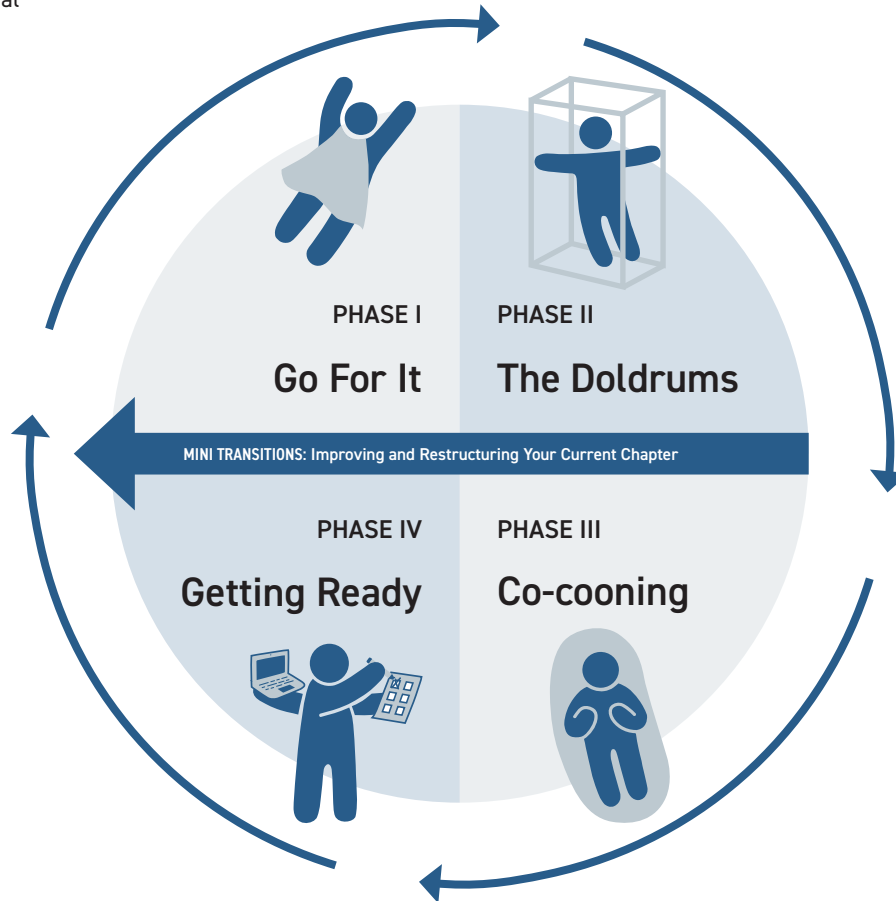 PHASE I
Go For It
PHASE II
The Doldrums
MINI TRANSITIONS: Improving and Restructuring Your Current Chapter
PHASE IV
Getting Ready
PHASE III
Co-cooning